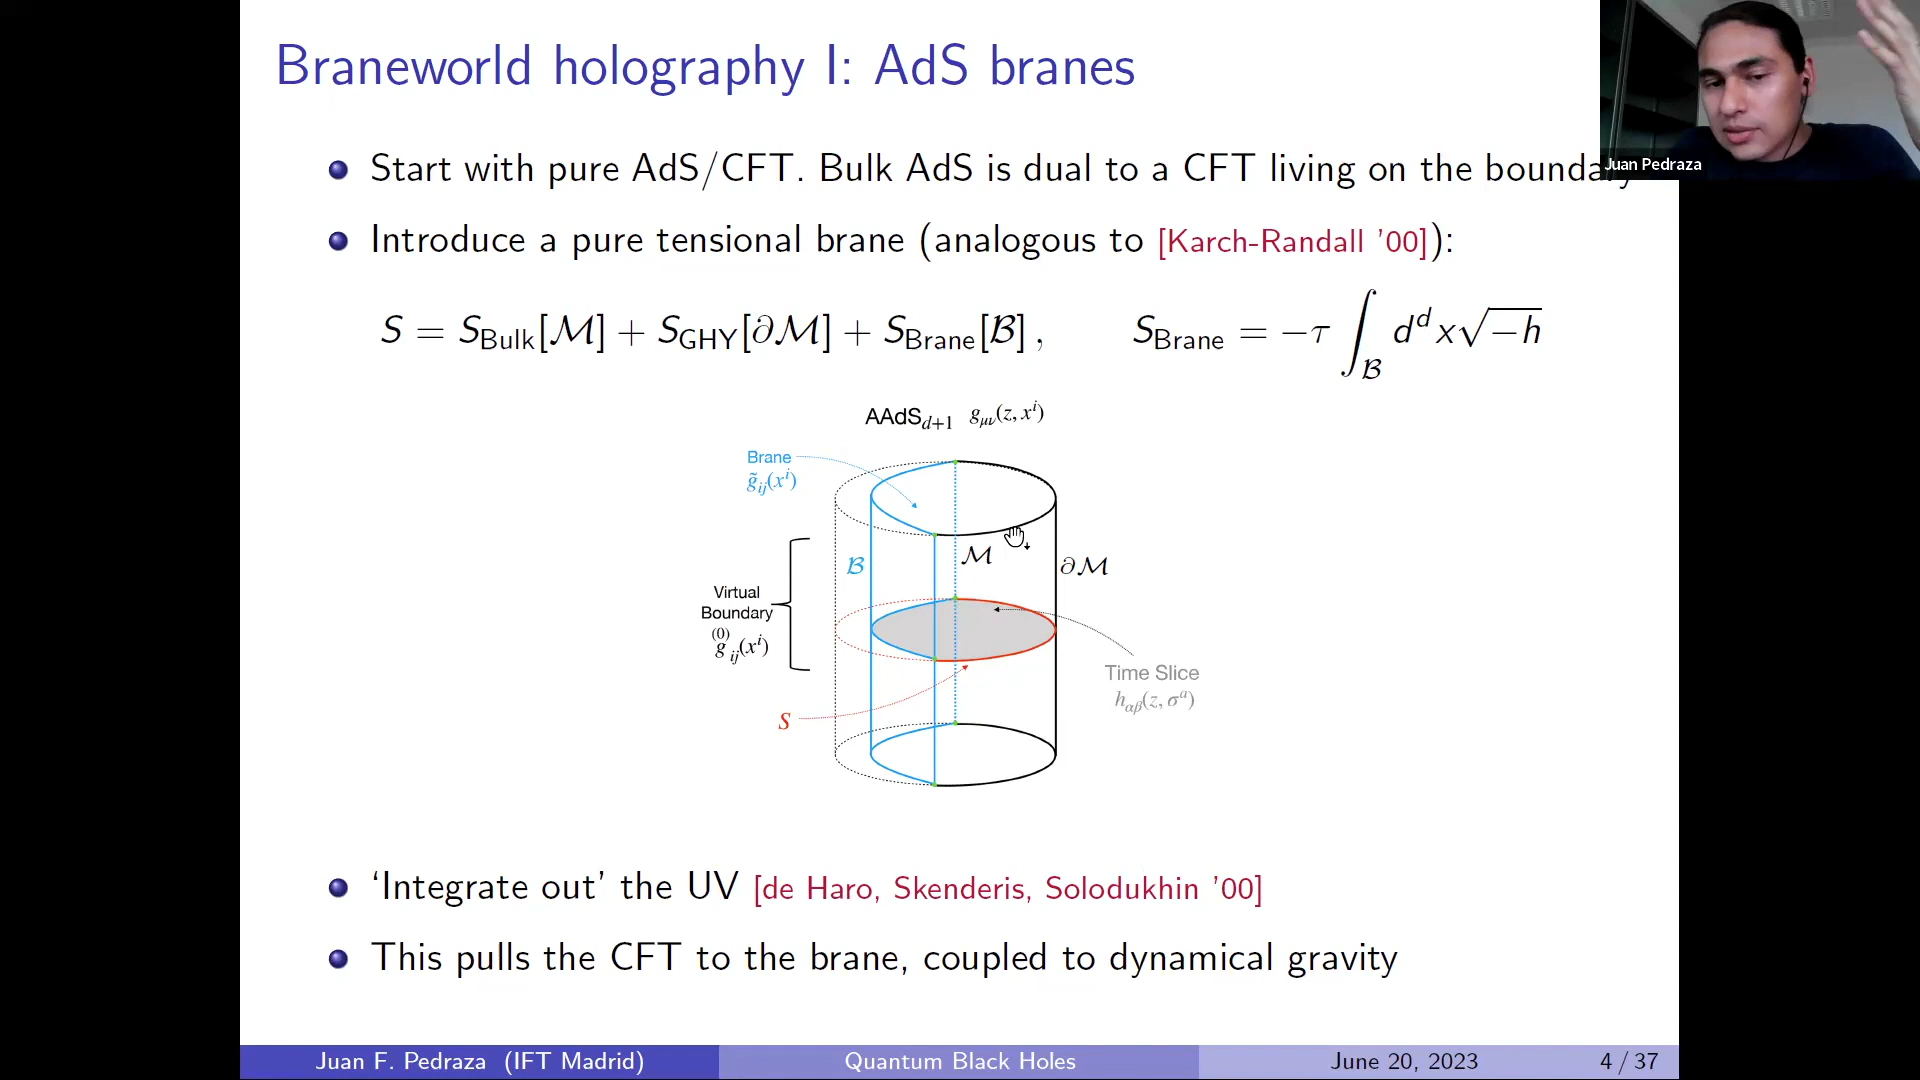 Braneworld holography I: AdS branes
Juan Pedraza
Start with pure AdS/CFT. Bulk AdS is dual to a CFT living on the boundary
Introduce a pure tensional brane (analogous to [Karch-Randall '00]):
S = S_Bulk[ℳ] + S_GHY[∂ℳ] + S_Brane[ℬ] ,  S_Brane = −τ ∫_ℬ d^d x√−h
AAdS_{d+1} g_{μν}(z, x^i)
Brane
g̃_{ij}(x^i)
ℬ
ℳ
∂ℳ
Virtual
Boundary
g^{(0)}_{ij}(x^i)
Time Slice
h_{αβ}(z, σ^a)
S
‘Integrate out’ the UV [de Haro, Skenderis, Solodukhin '00]
This pulls the CFT to the brane, coupled to dynamical gravity
Juan F. Pedraza (IFT Madrid) Quantum Black Holes June 20, 2023 4 / 37